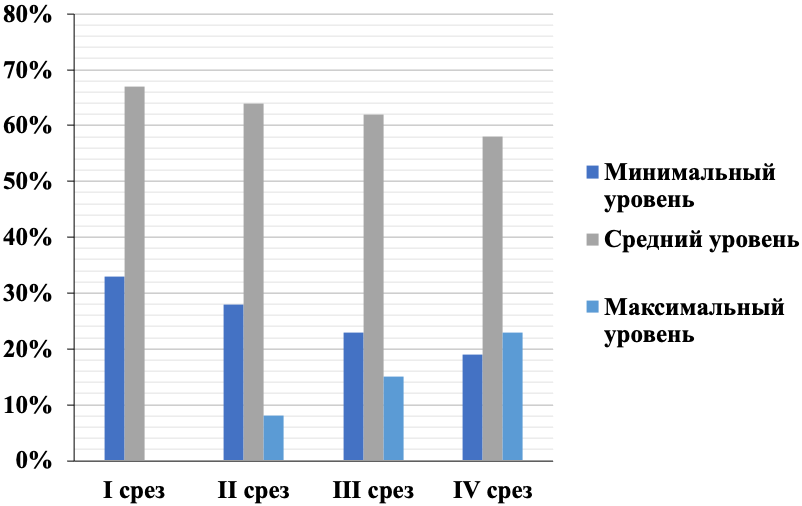 80%
70%
60%
50%
40%
30%
20%
10%
0%
I срез
II срез
III срез
IV срез
Минимальный
уровень
Средний уровень
Максимальный
уровень